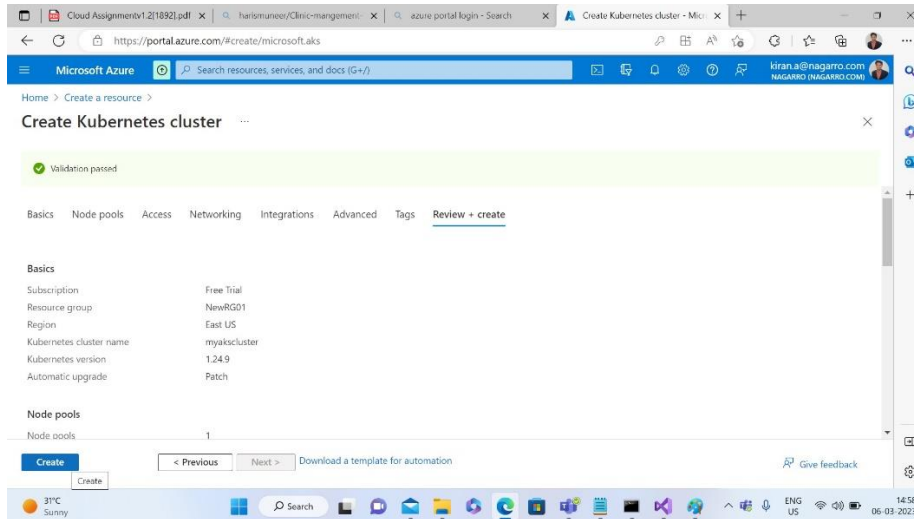 Cloud Assignmentv1.2[1892].pdf
harismuneer/Clinic-mangement-
azure portal login - Search
Create Kubernetes cluster - Micr
https://portal.azure.com/#create/microsoft.aks
Microsoft Azure
Search resources, services, and docs (G+/)
kiran.a@nagarro.com
NAGARRO (NAGARRO.COM)
Home > Create a resource >
Create Kubernetes cluster ...
Validation passed
Basics Node pools Access Networking Integrations Advanced Tags Review + create
Basics
Subscription Free Trial
Resource group NewRG01
Region East US
Kubernetes cluster name myakscluster
Kubernetes version 1.24.9
Automatic upgrade Patch
Node pools
Node pools 1
Create < Previous Next > Download a template for automation Give feedback
Create
31°C
Sunny
Search
ENG
US
14:58
06-03-2023